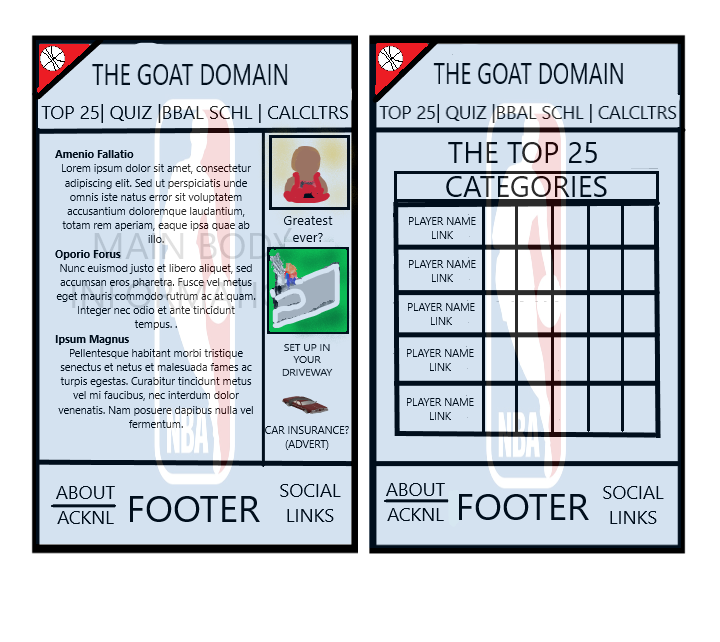 THE GOAT DOMAIN
TOP 25| QUIZ |BBAL SCHL | CALCLTRS
Amenio Fallatio
Lorem ipsum dolor sit amet, consectetur
adipiscing elit. Sed ut perspiciatis unde
omnis iste natus error sit voluptatem
accusantium doloremque laudantium,
totam rem aperiam, eaque ipsa quae ab
illo.
MAIN BODY
Oporio Forus
Nunc euismod justo et libero aliquet, sed
accumsan eros pharetra. Fusce vel metus
eget mauris commodo rutrum ac at quam.
Integer nec odio et ante tincidunt
tempus. .
Ipsum Magnus
Pellentesque habitant morbi tristique
senectus et netus et malesuada fames ac
turpis egestas. Curabitur tincidunt metus
vel mi faucibus, nec interdum dolor
venenatis. Nam posuere dapibus nulla vel
fermentum.
NBA
Greatest
ever?
SET UP IN
YOUR
DRIVEWAY
CAR INSURANCE?
(ADVERT)
ABOUT
ACKNL
FOOTER
SOCIAL
LINKS
THE GOAT DOMAIN
TOP 25| QUIZ |BBAL SCHL | CALCLTRS
THE TOP 25
CATEGORIES
PLAYER NAME
LINK
PLAYER NAME
LINK
PLAYER NAME
LINK
PLAYER NAME
LINK
PLAYER NAME
LINK
NBA
ABOUT
ACKNL
FOOTER
SOCIAL
LINKS